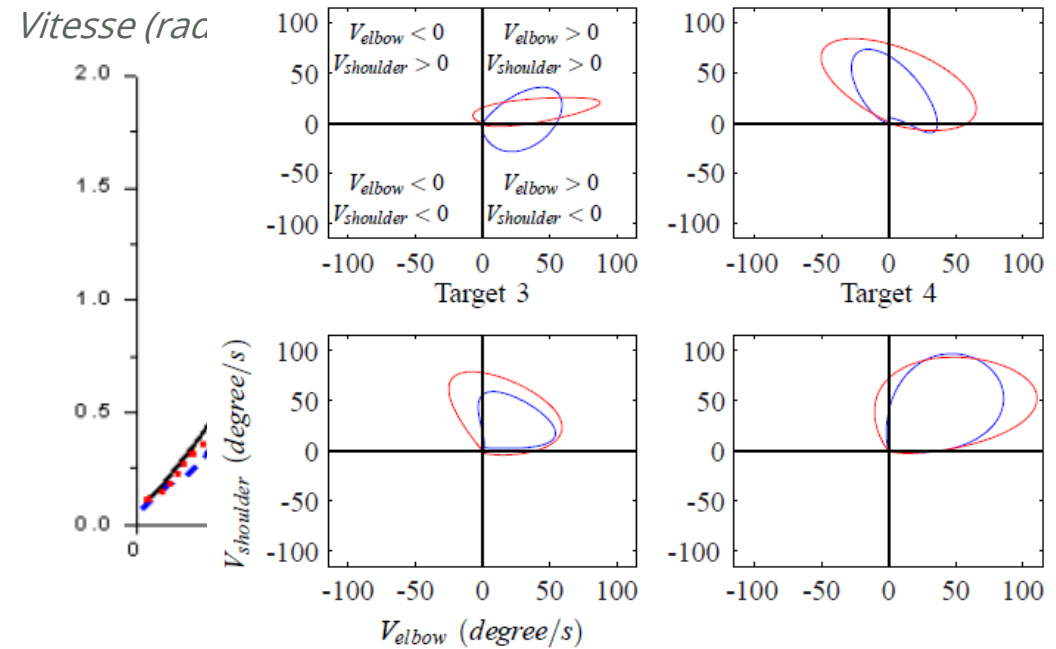 Vitesse (rad
2.0
1.5
1.0
0.5
0.0
0
100
50
0
-50
-100
V_elbow < 0
V_shoulder > 0
V_elbow > 0
V_shoulder > 0
V_elbow < 0
V_shoulder < 0
V_elbow > 0
V_shoulder < 0
-100 -50 0 50 100
100
50
0
-50
-100
-100 -50 0 50 100
Target 3
Target 4
V_shoulder (degree/s)
100
50
0
-50
-100
-100 -50 0 50 100
100
50
0
-50
-100
-100 -50 0 50 100
V_elbow (degree/s)